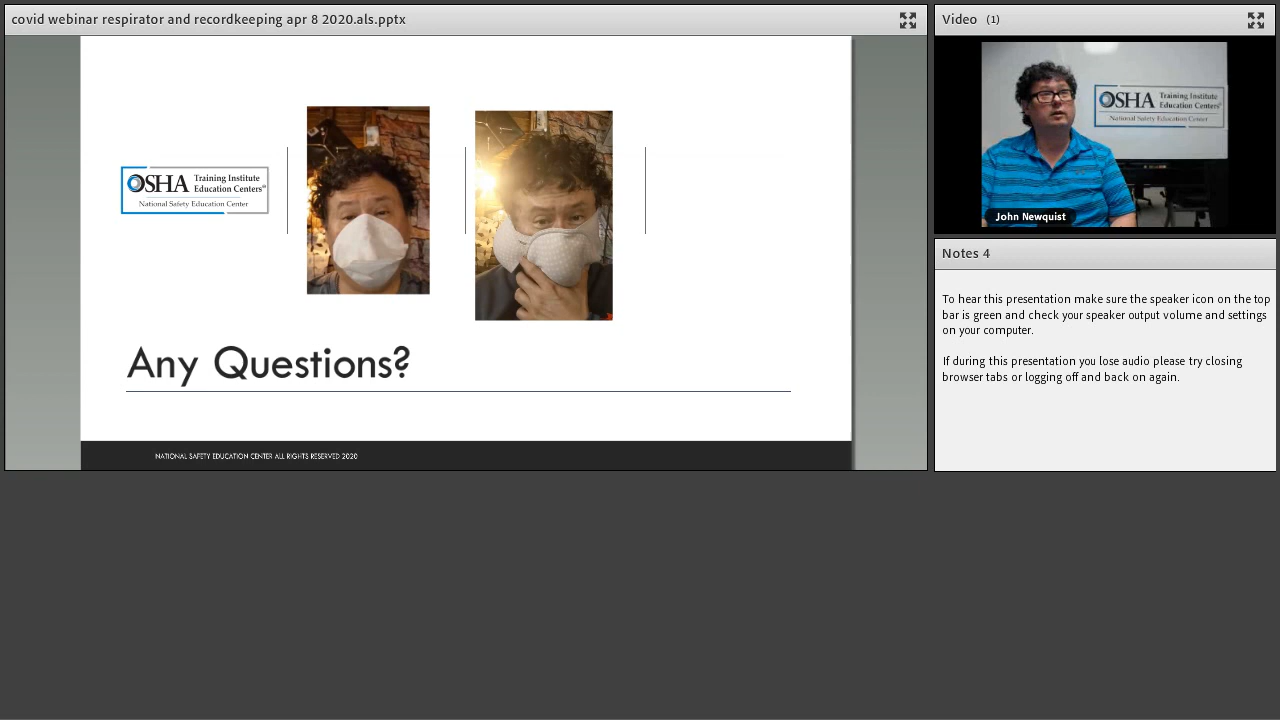 covid webinar respirator and recordkeeping apr 8 2020.als.pptx
OSHA Training Institute
Education Centers®
National Safety Education Center
Any Questions?
NATIONAL SAFETY EDUCATION CENTER ALL RIGHTS RESERVED 2020
Video (1)
OSHA Training Institute
Education Centers®
National Safety Education Center
John Newquist
Notes 4
To hear this presentation make sure the speaker icon on the top
bar is green and check your speaker output volume and settings
on your computer.
If during this presentation you lose audio please try closing
browser tabs or logging off and back on again.